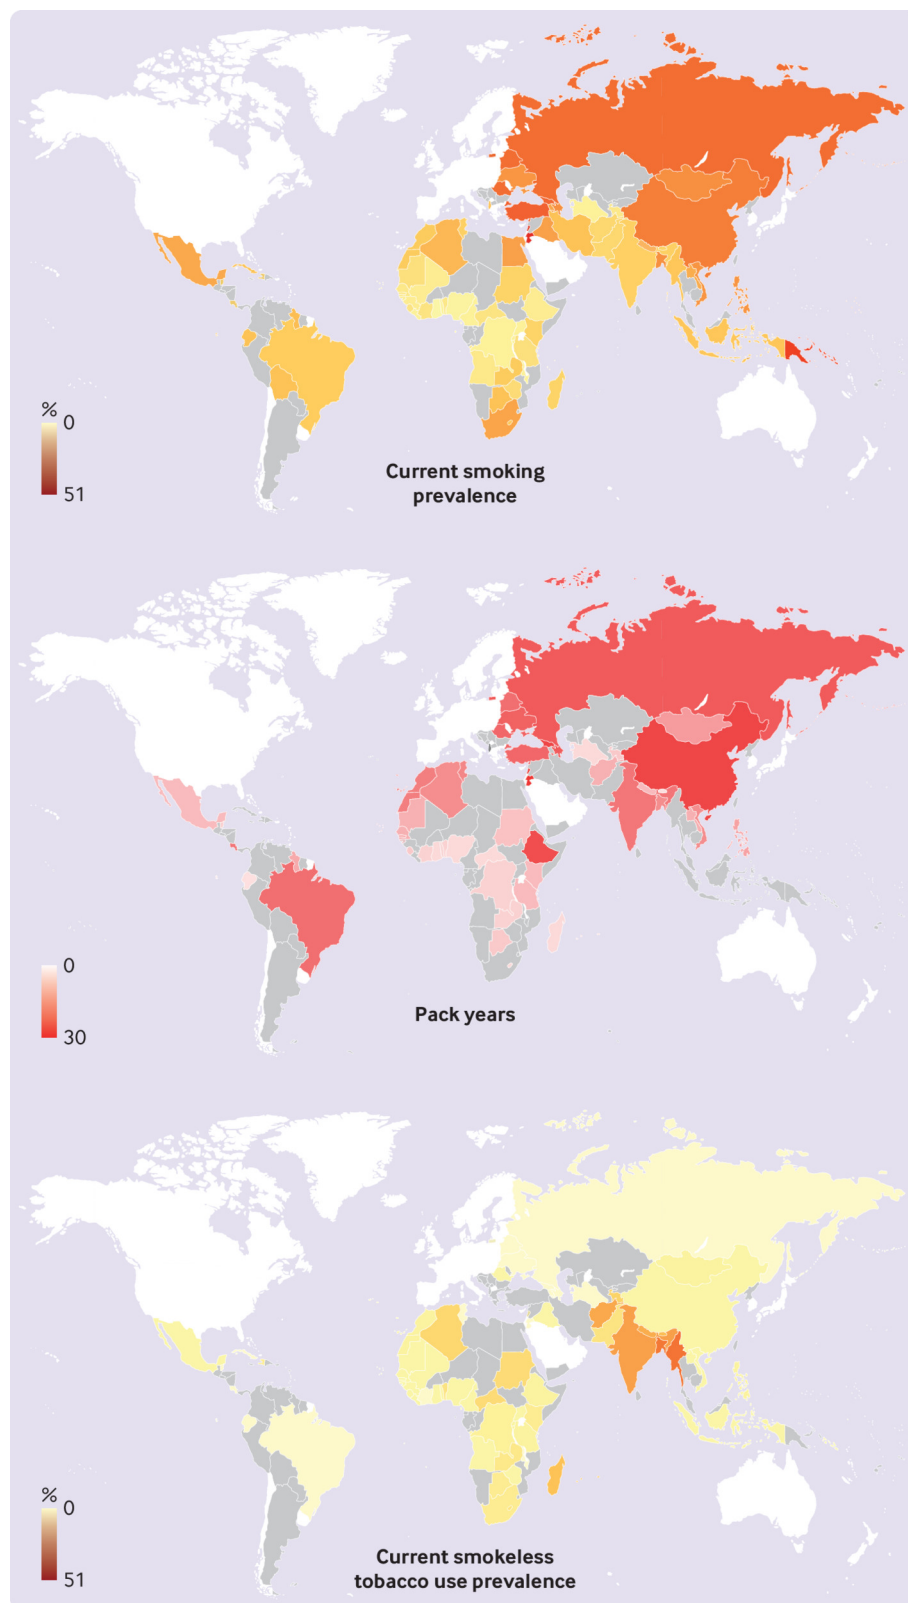 %
0
51
Current smoking
prevalence
0
30
Pack years
%
0
51
Current smokeless
tobacco use prevalence